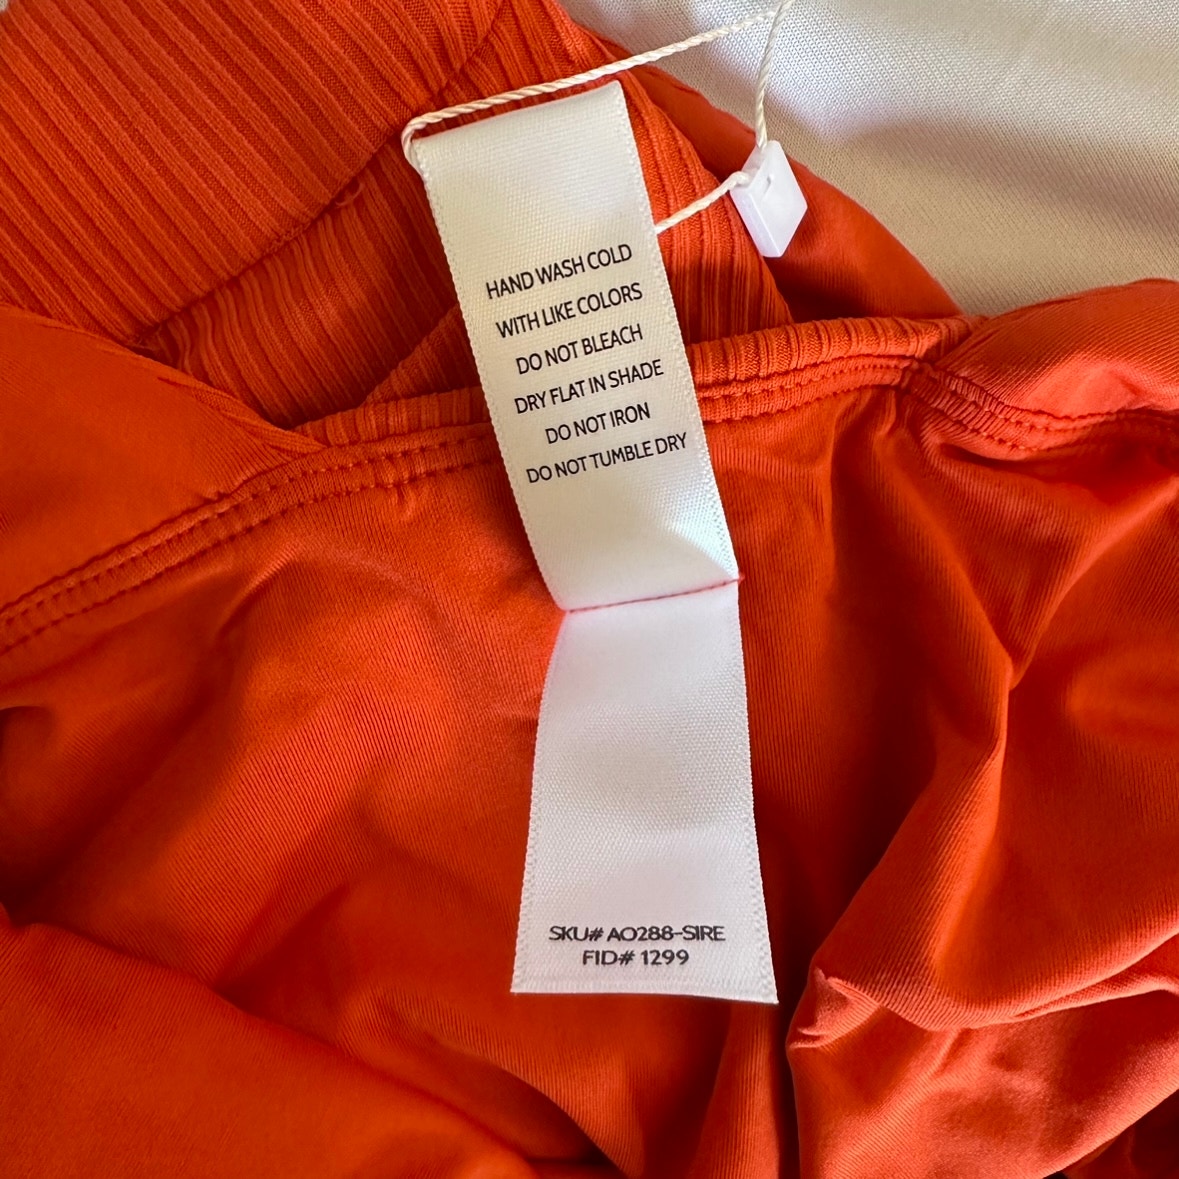 HAND WASH COLD
WITH LIKE COLORS
DO NOT BLEACH
DRY FLAT IN SHADE
DO NOT IRON
DO NOT TUMBLE DRY
SKU# AO288-SIRE
FID# 1299